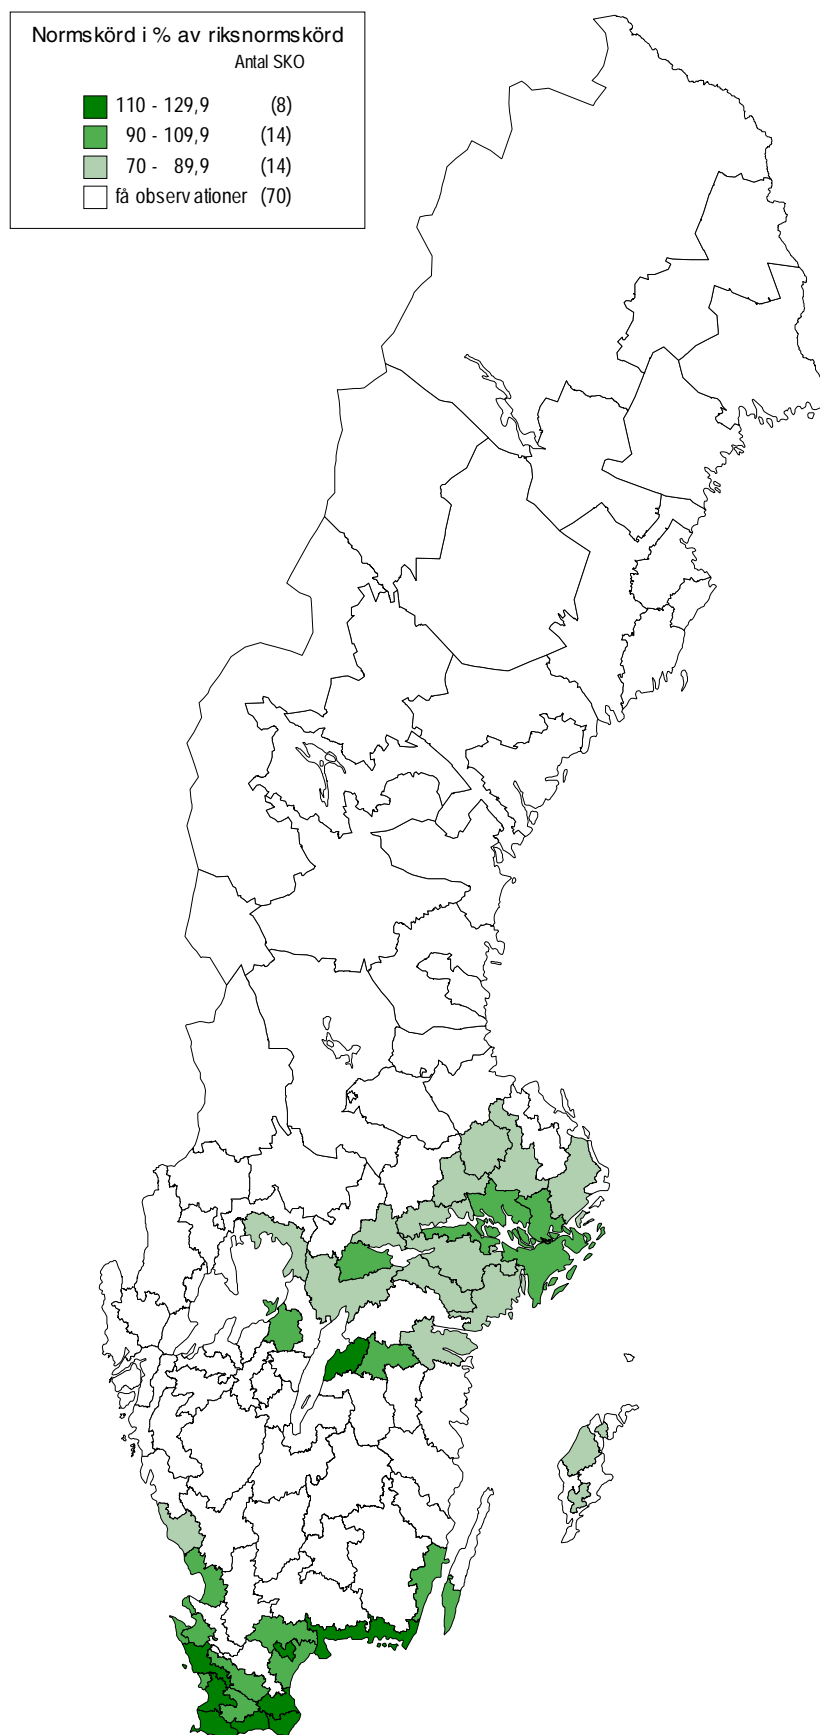 Normskörd i % av riksnormskörd
Antal SKO
110 - 129,9 (8)
90 - 109,9 (14)
70 - 89,9 (14)
få observationer (70)